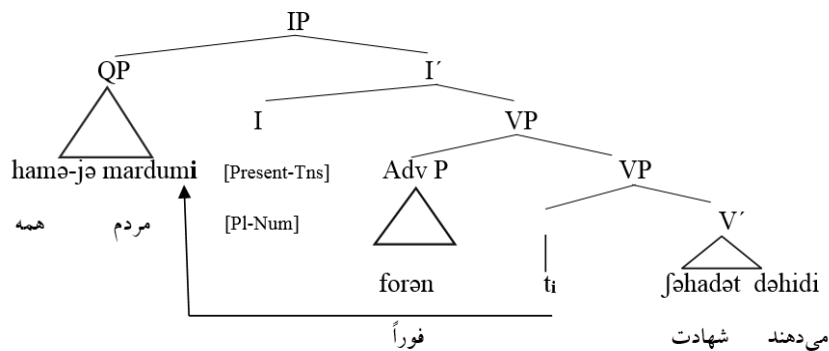 IP
QP I´
I VP
hamə-jə mardumi [Present-Tns] Adv P VP
همه مردم [Pl-Num] V´
forən ti ʃəhadət dəhidi
فوراً شهادت می‌دهند